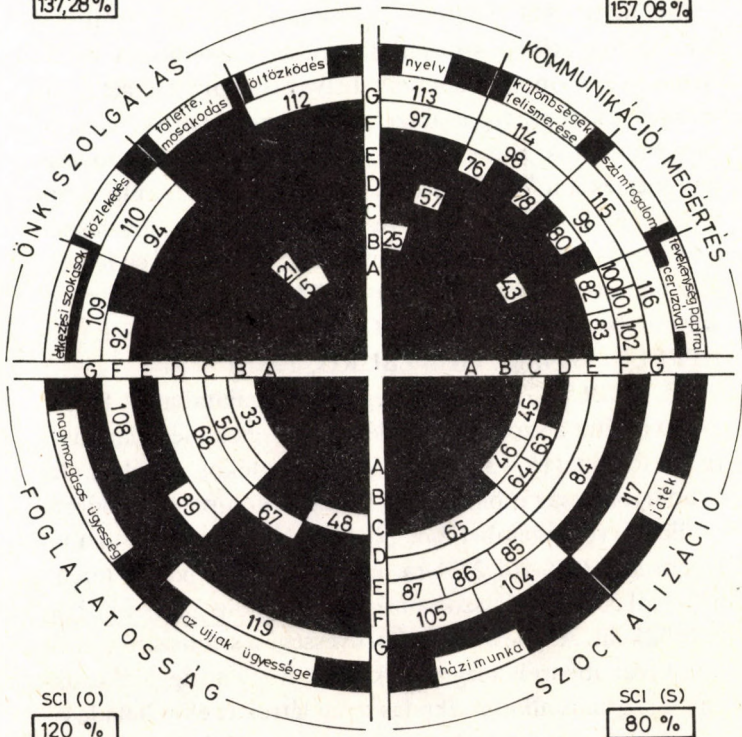 137,28 %
157,08 %
ÖNKISZOLGÁLÁS
KOMMUNIKÁCIÓ, MEGÉRTÉS
öltözködés
toilette,
mosakodás
közlekedés
étkezési szokások
112
110
94
109
92
21
5
nyelv
különbségek
felismerése
számfogalom
tevékenység papírral
ceruzával
113
97
114
98
76
115
99
78
57
80
25
43
116
100
101
102
82
83
G
F
E
D
C
B
A
G F E D C B A
A B C D E F G
108
68
50
33
89
67
48
119
nagymozgásos ügyesség
az ujjak ügyessége
A
B
C
D
E
F
G
45
46
63
64
84
117
65
85
86
87
104
105
játék
házimunka
FOGLALATOSSÁG
SZOCIALIZÁCIÓ
SCI (O)
120 %
SCI (S)
80 %